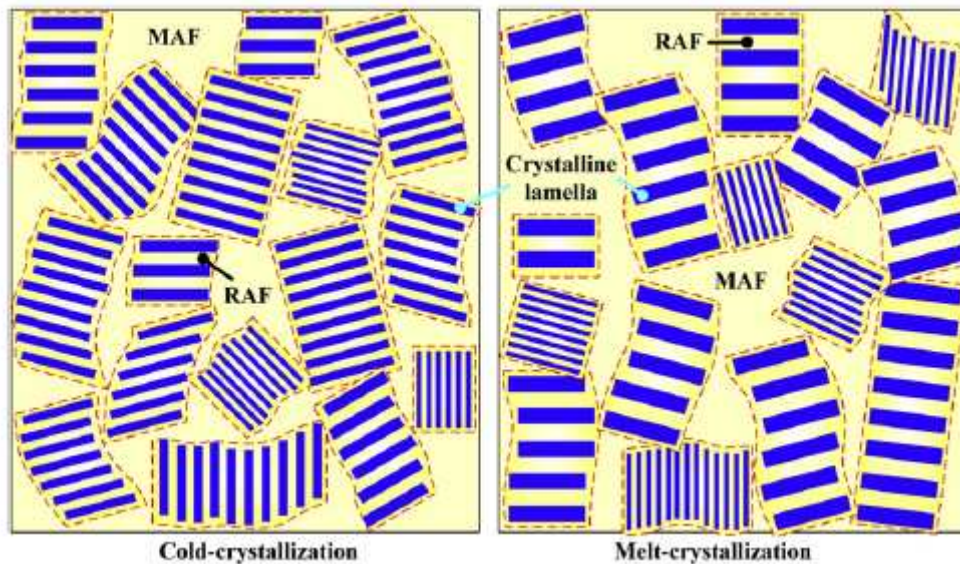 MAF
RAF
Crystalline
lamella
RAF
MAF
Cold-crystallization
Melt-crystallization